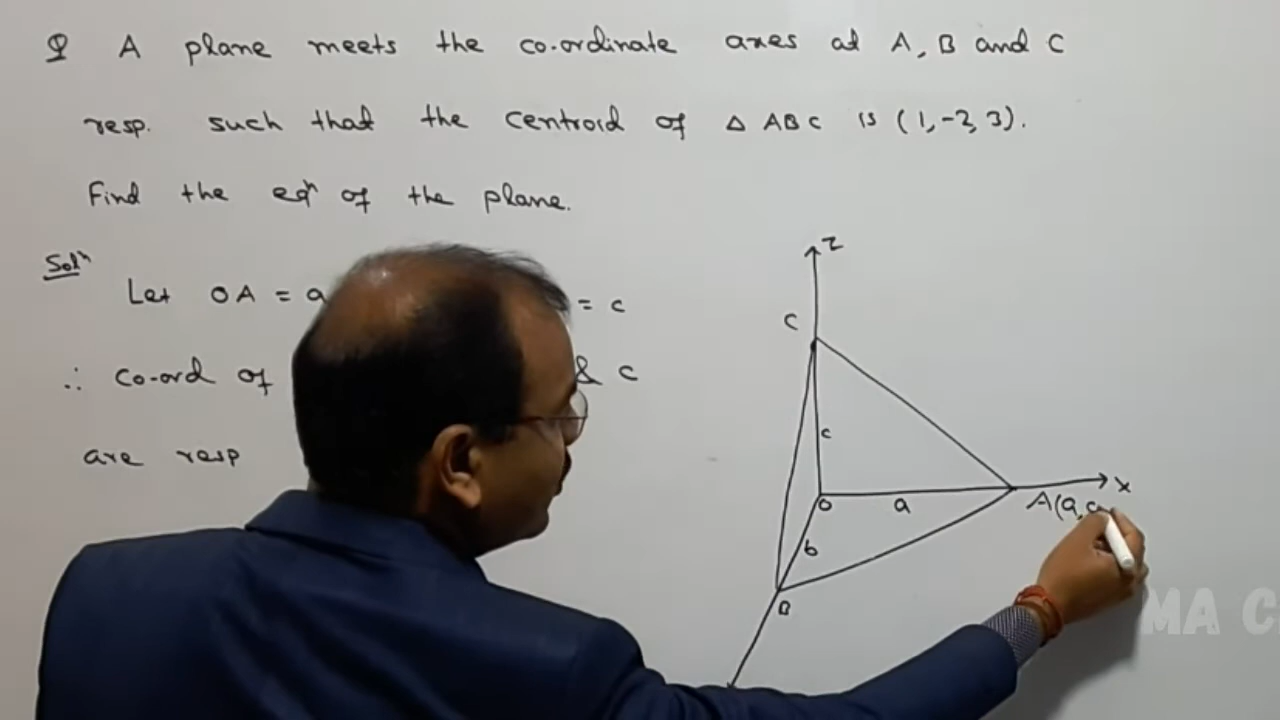 Q A plane meets the co-ordinate axes at A, B and C
resp. such that the centroid of Δ ABC is (1,-2,3).
Find the eqⁿ of the plane.
Solⁿ
Let OA = a = c
∴ co-ord of & C
are resp
z
C
c
x
O
a
A(a,
b
B
MA C